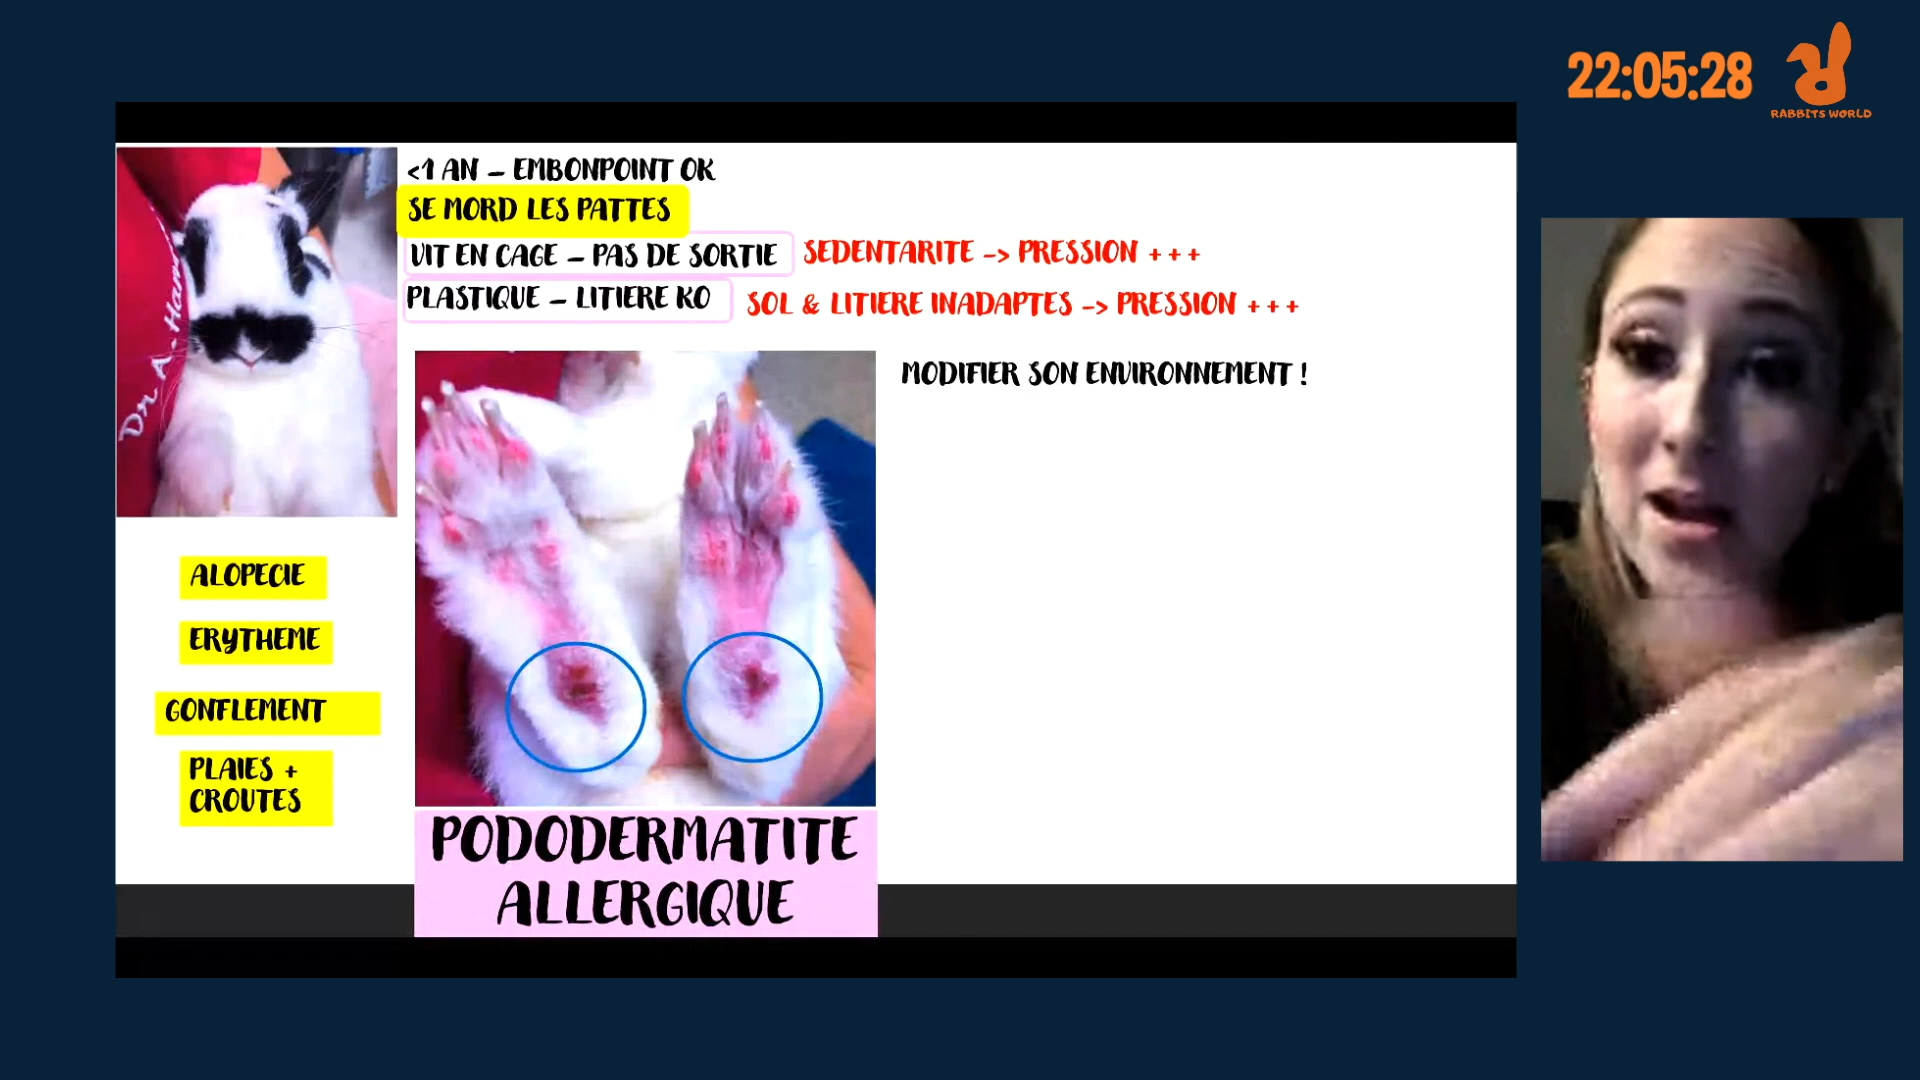 22:05:28
RABBITS WORLD
<1 AN – EMBONPOINT OK
SE MORD LES PATTES
VIT EN CAGE – PAS DE SORTIE
SEDENTARITE -> PRESSION +++
PLASTIQUE – LITIERE KO
SOL & LITIERE INADAPTES -> PRESSION +++
Dr A. Ham
MODIFIER SON ENVIRONNEMENT !
ALOPECIE
ERYTHEME
GONFLEMENT
PLAIES +
CROUTES
PODODERMATITE
ALLERGIQUE